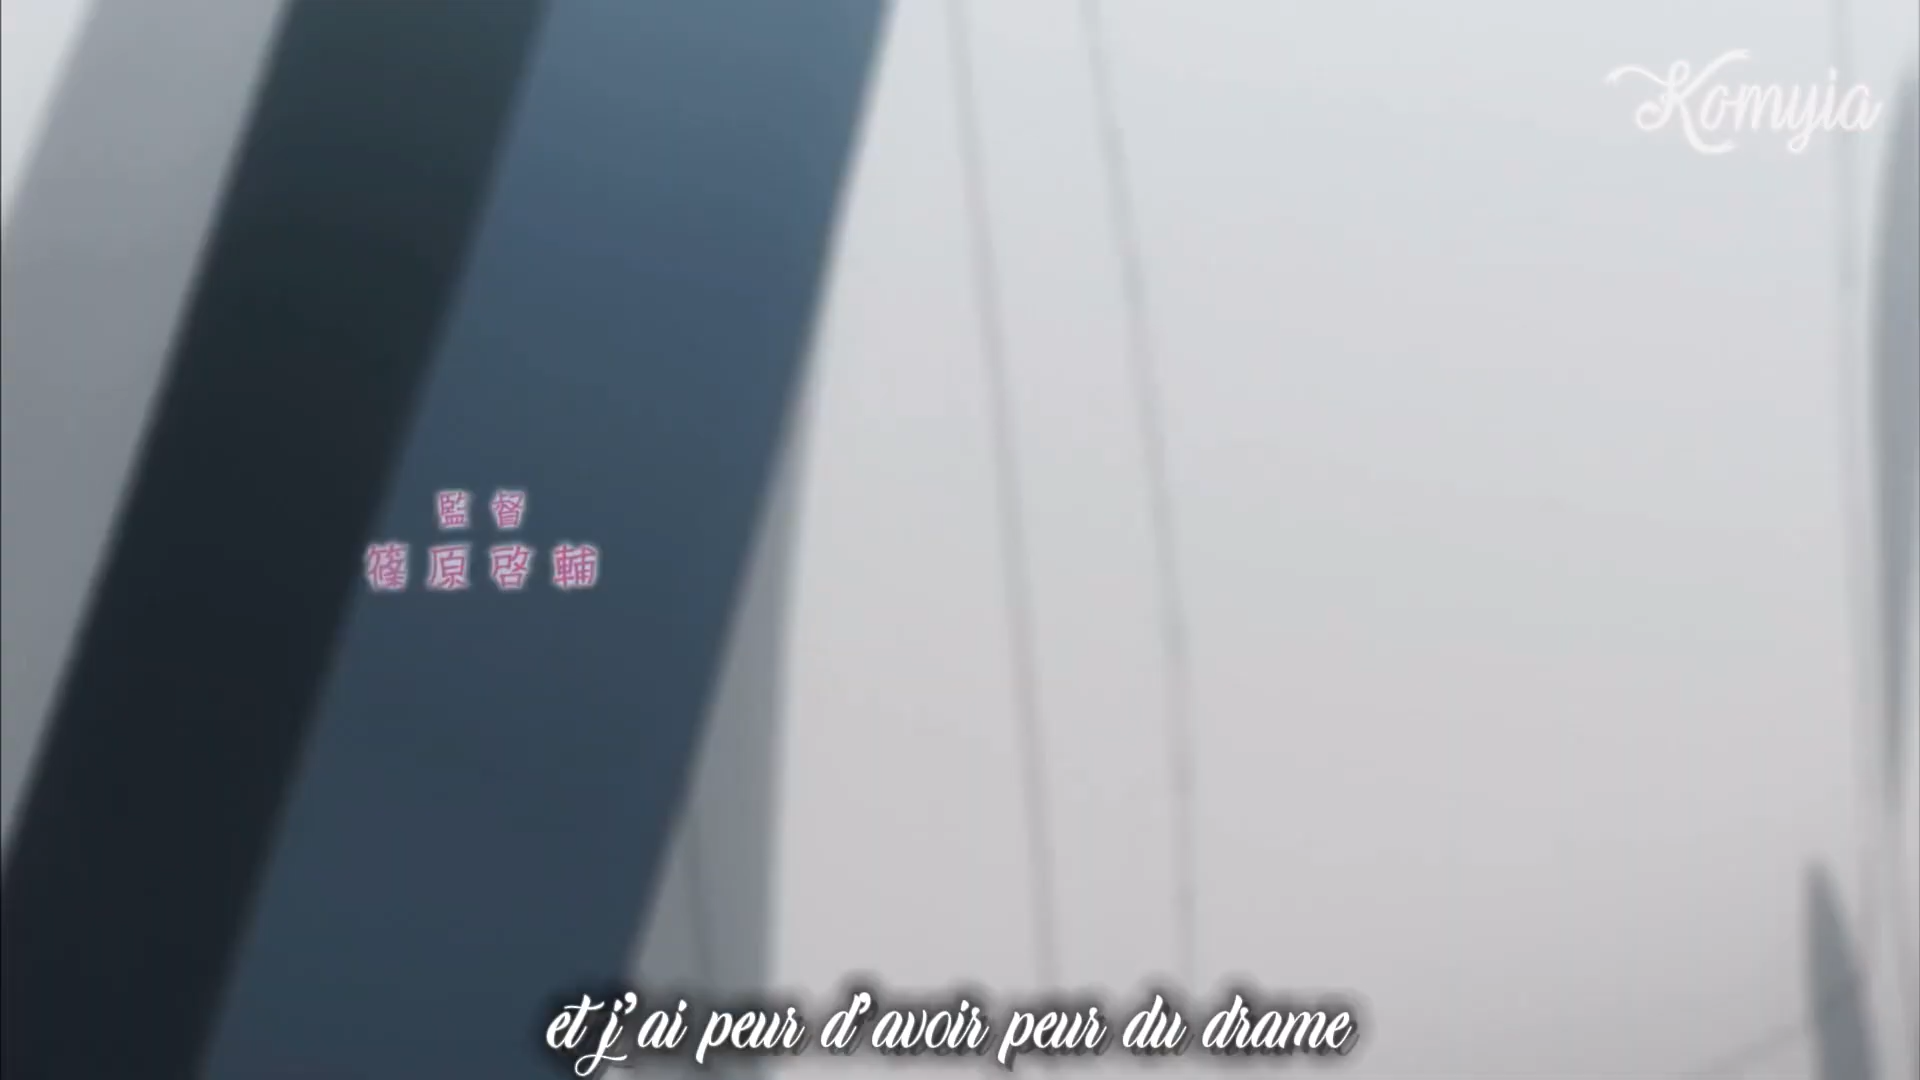 Komyia
監督
篠原啓輔
et j'ai peur d'avoir peur du drame